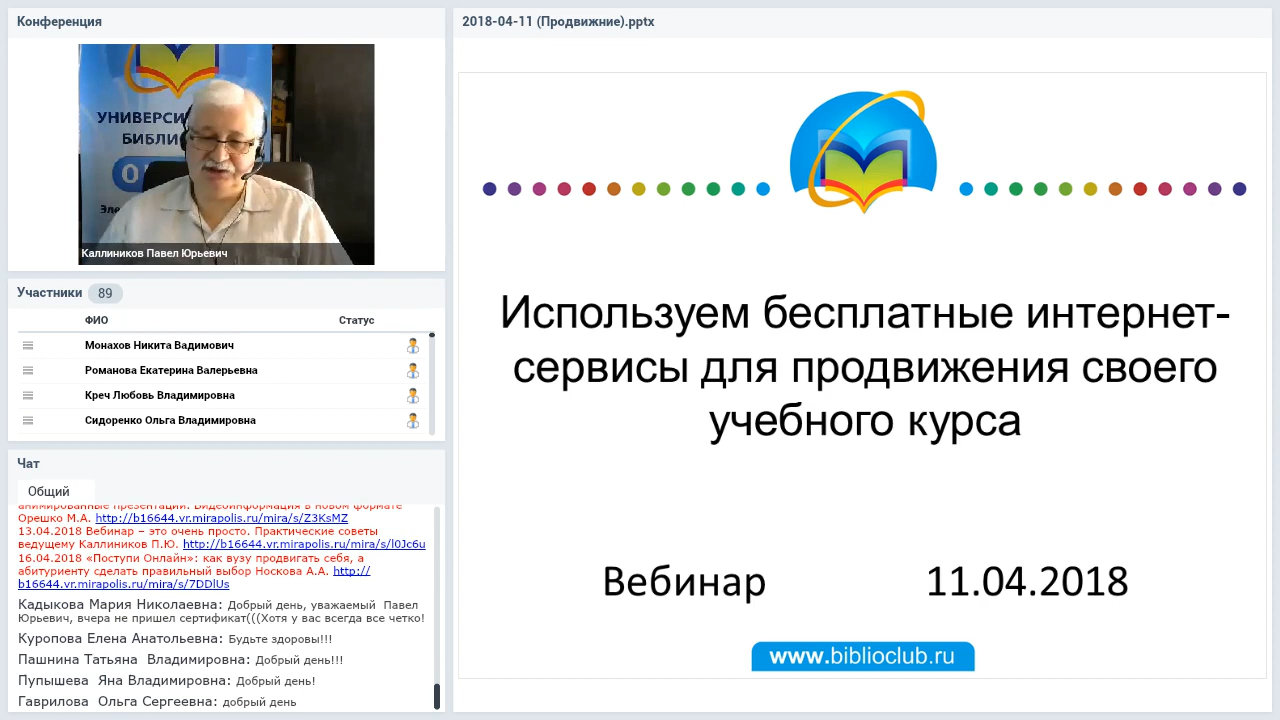 Конференция
УНИВЕРСИ
БИБЛИ
О
Эле
Каллиников Павел Юрьевич
Участники 89
ФИО Статус
Монахов Никита Вадимович
Романова Екатерина Валерьевна
Креч Любовь Владимировна
Сидоренко Ольга Владимировна
Чат
Общий
анимированные презентации. Видеоинформация в новом формате
Орешко М.А. http://b16644.vr.mirapolis.ru/mira/s/Z3KsMZ
13.04.2018 Вебинар – это очень просто. Практические советы
ведущему Каллиников П.Ю. http://b16644.vr.mirapolis.ru/mira/s/l0Jc6u
16.04.2018 «Поступи Онлайн»: как вузу продвигать себя, а
абитуриенту сделать правильный выбор Носкова А.А. http://
b16644.vr.mirapolis.ru/mira/s/7DDlUs
Кадыкова Мария Николаевна: Добрый день, уважаемый Павел
Юрьевич, вчера не пришел сертификат(((Хотя у вас всегда все четко!
Куропова Елена Анатольевна: Будьте здоровы!!!
Пашнина Татьяна Владимировна: Добрый день!!!
Пупышева Яна Владимировна: Добрый день!
Гаврилова Ольга Сергеевна: добрый день
2018-04-11 (Продвижние).pptx
Используем бесплатные интернет-
сервисы для продвижения своего
учебного курса
Вебинар 11.04.2018
www.biblioclub.ru